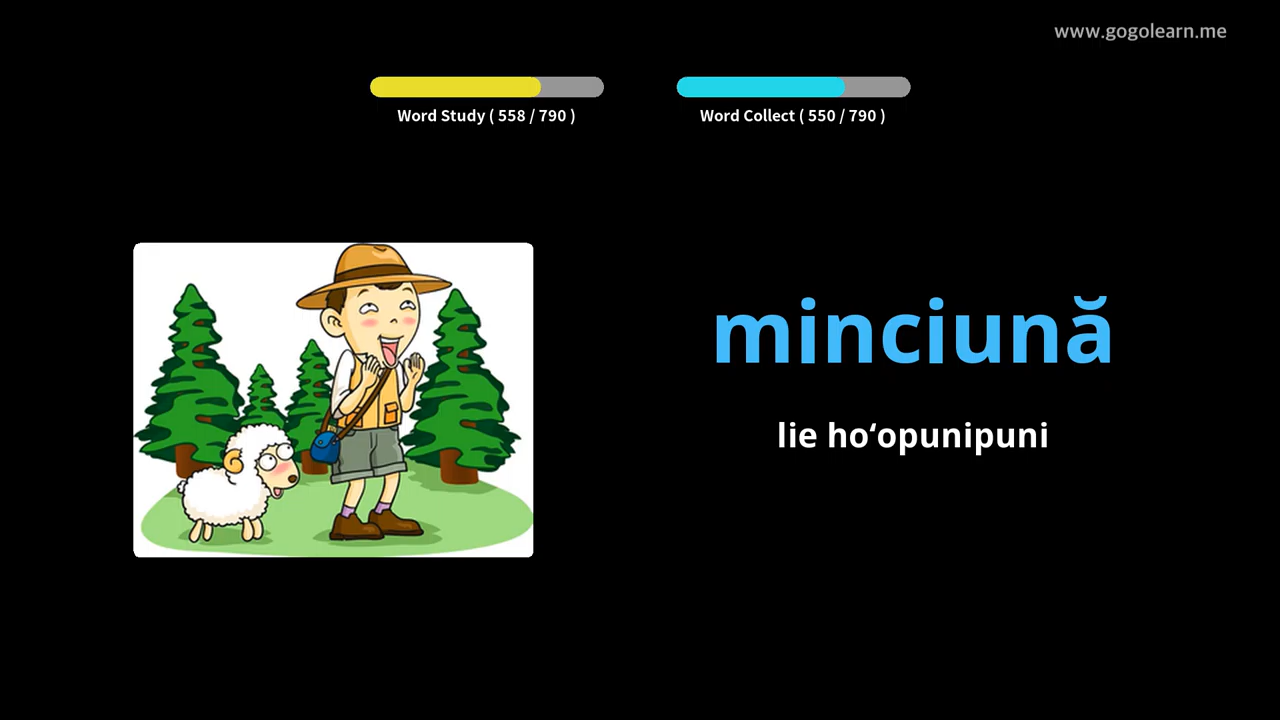 www.gogolearn.me
Word Study ( 558 / 790 )
Word Collect ( 550 / 790 )
minciună
lie hoʻopunipuni